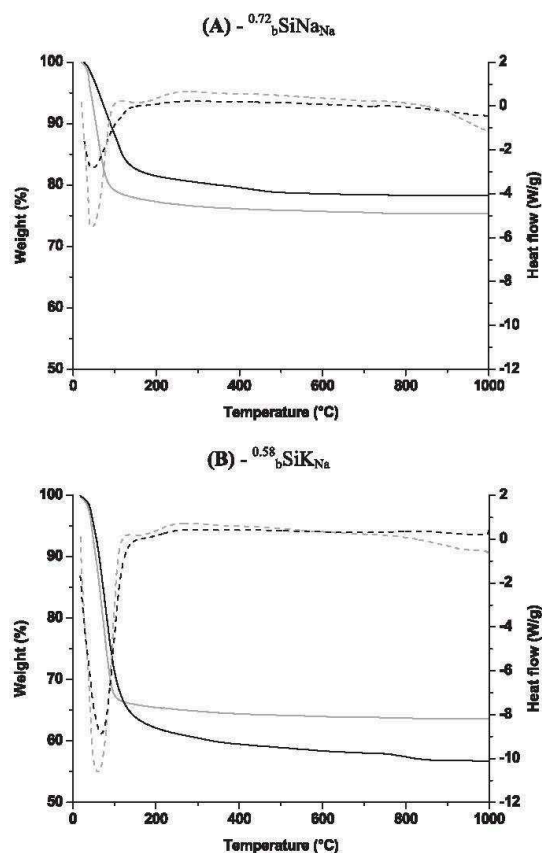 (A) - ⁰·⁷²bSiNaNa
100
90
80
70
60
50
2
0
-2
-4
-6
-8
-10
-12
0 200 400 600 800 1000
Weight (%)
Heat flow (W/g)
Temperature (°C)
(B) - ⁰·⁵⁸bSiKNa
100
90
80
70
60
50
2
0
-2
-4
-6
-8
-10
-12
0 200 400 600 800 1000
Weight (%)
Heat flow (W/g)
Temperature (°C)